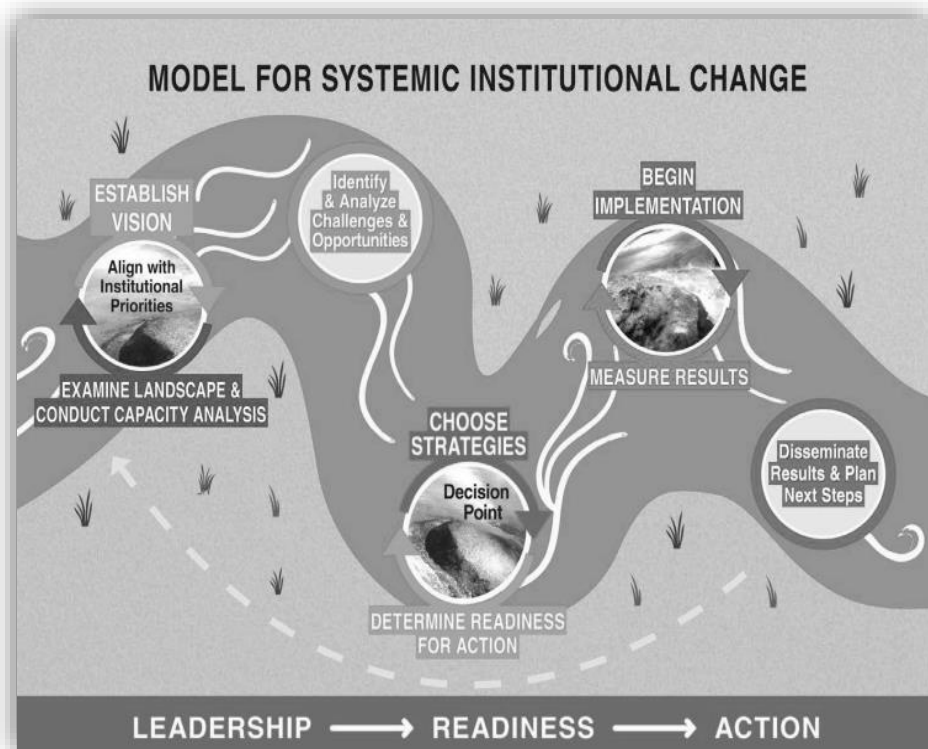 MODEL FOR SYSTEMIC INSTITUTIONAL CHANGE
ESTABLISH
VISION
Align with
Institutional
Priorities
EXAMINE LANDSCAPE &
CONDUCT CAPACITY ANALYSIS
Identify
& Analyze
Challenges &
Opportunities
CHOOSE
STRATEGIES
Decision
Point
DETERMINE READINESS
FOR ACTION
BEGIN
IMPLEMENTATION
MEASURE RESULTS
Disseminate
Results & Plan
Next Steps
LEADERSHIP → READINESS → ACTION